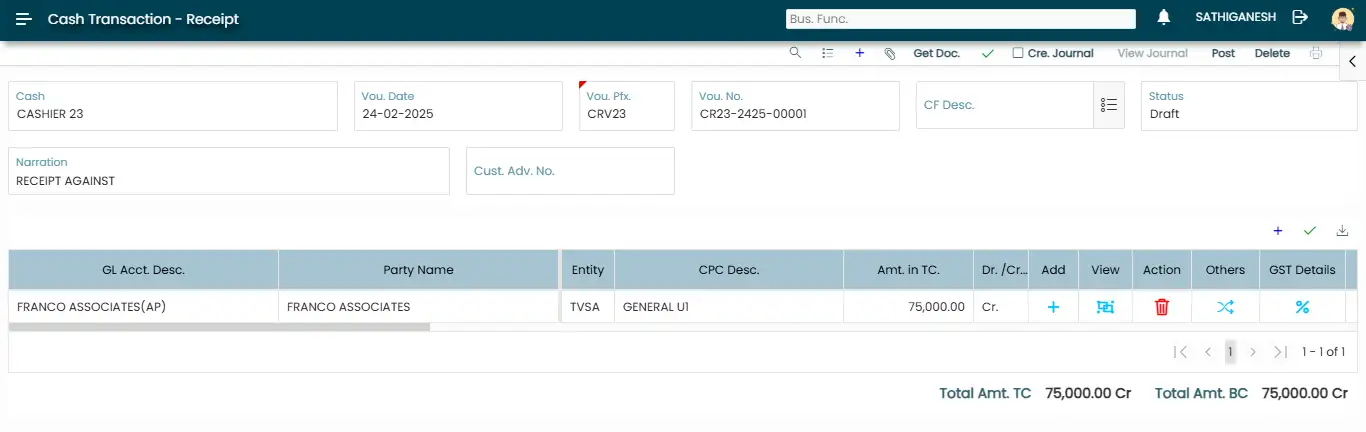 Cash Transaction - Receipt
Bus. Func.
SATHIGANESH
Get Doc.
Cre. Journal
View Journal
Post
Delete
Cash
CASHIER 23
Vou. Date
24-02-2025
Vou. Pfx.
CRV23
Vou. No.
CR23-2425-00001
CF Desc.
Status
Draft
Narration
RECEIPT AGAINST
Cust. Adv. No.
GL Acct. Desc. Party Name Entity CPC Desc. Amt. in TC. Dr. /Cr... Add View Action Others GST Details
FRANCO ASSOCIATES(AP) FRANCO ASSOCIATES TVSA GENERAL U1 75,000.00 Cr.
1 1 - 1 of 1
Total Amt. TC 75,000.00 Cr Total Amt. BC 75,000.00 Cr